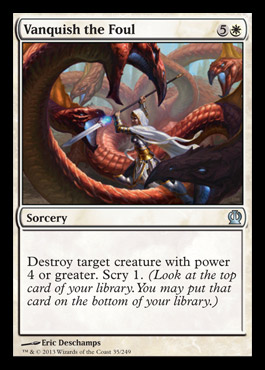 Vanquish the Foul 5
Sorcery
Destroy target creature with power
4 or greater. Scry 1. (Look at the top
card of your library. You may put that
card on the bottom of your library.)
Eric Deschamps
™ & © 2013 Wizards of the Coast 35/249